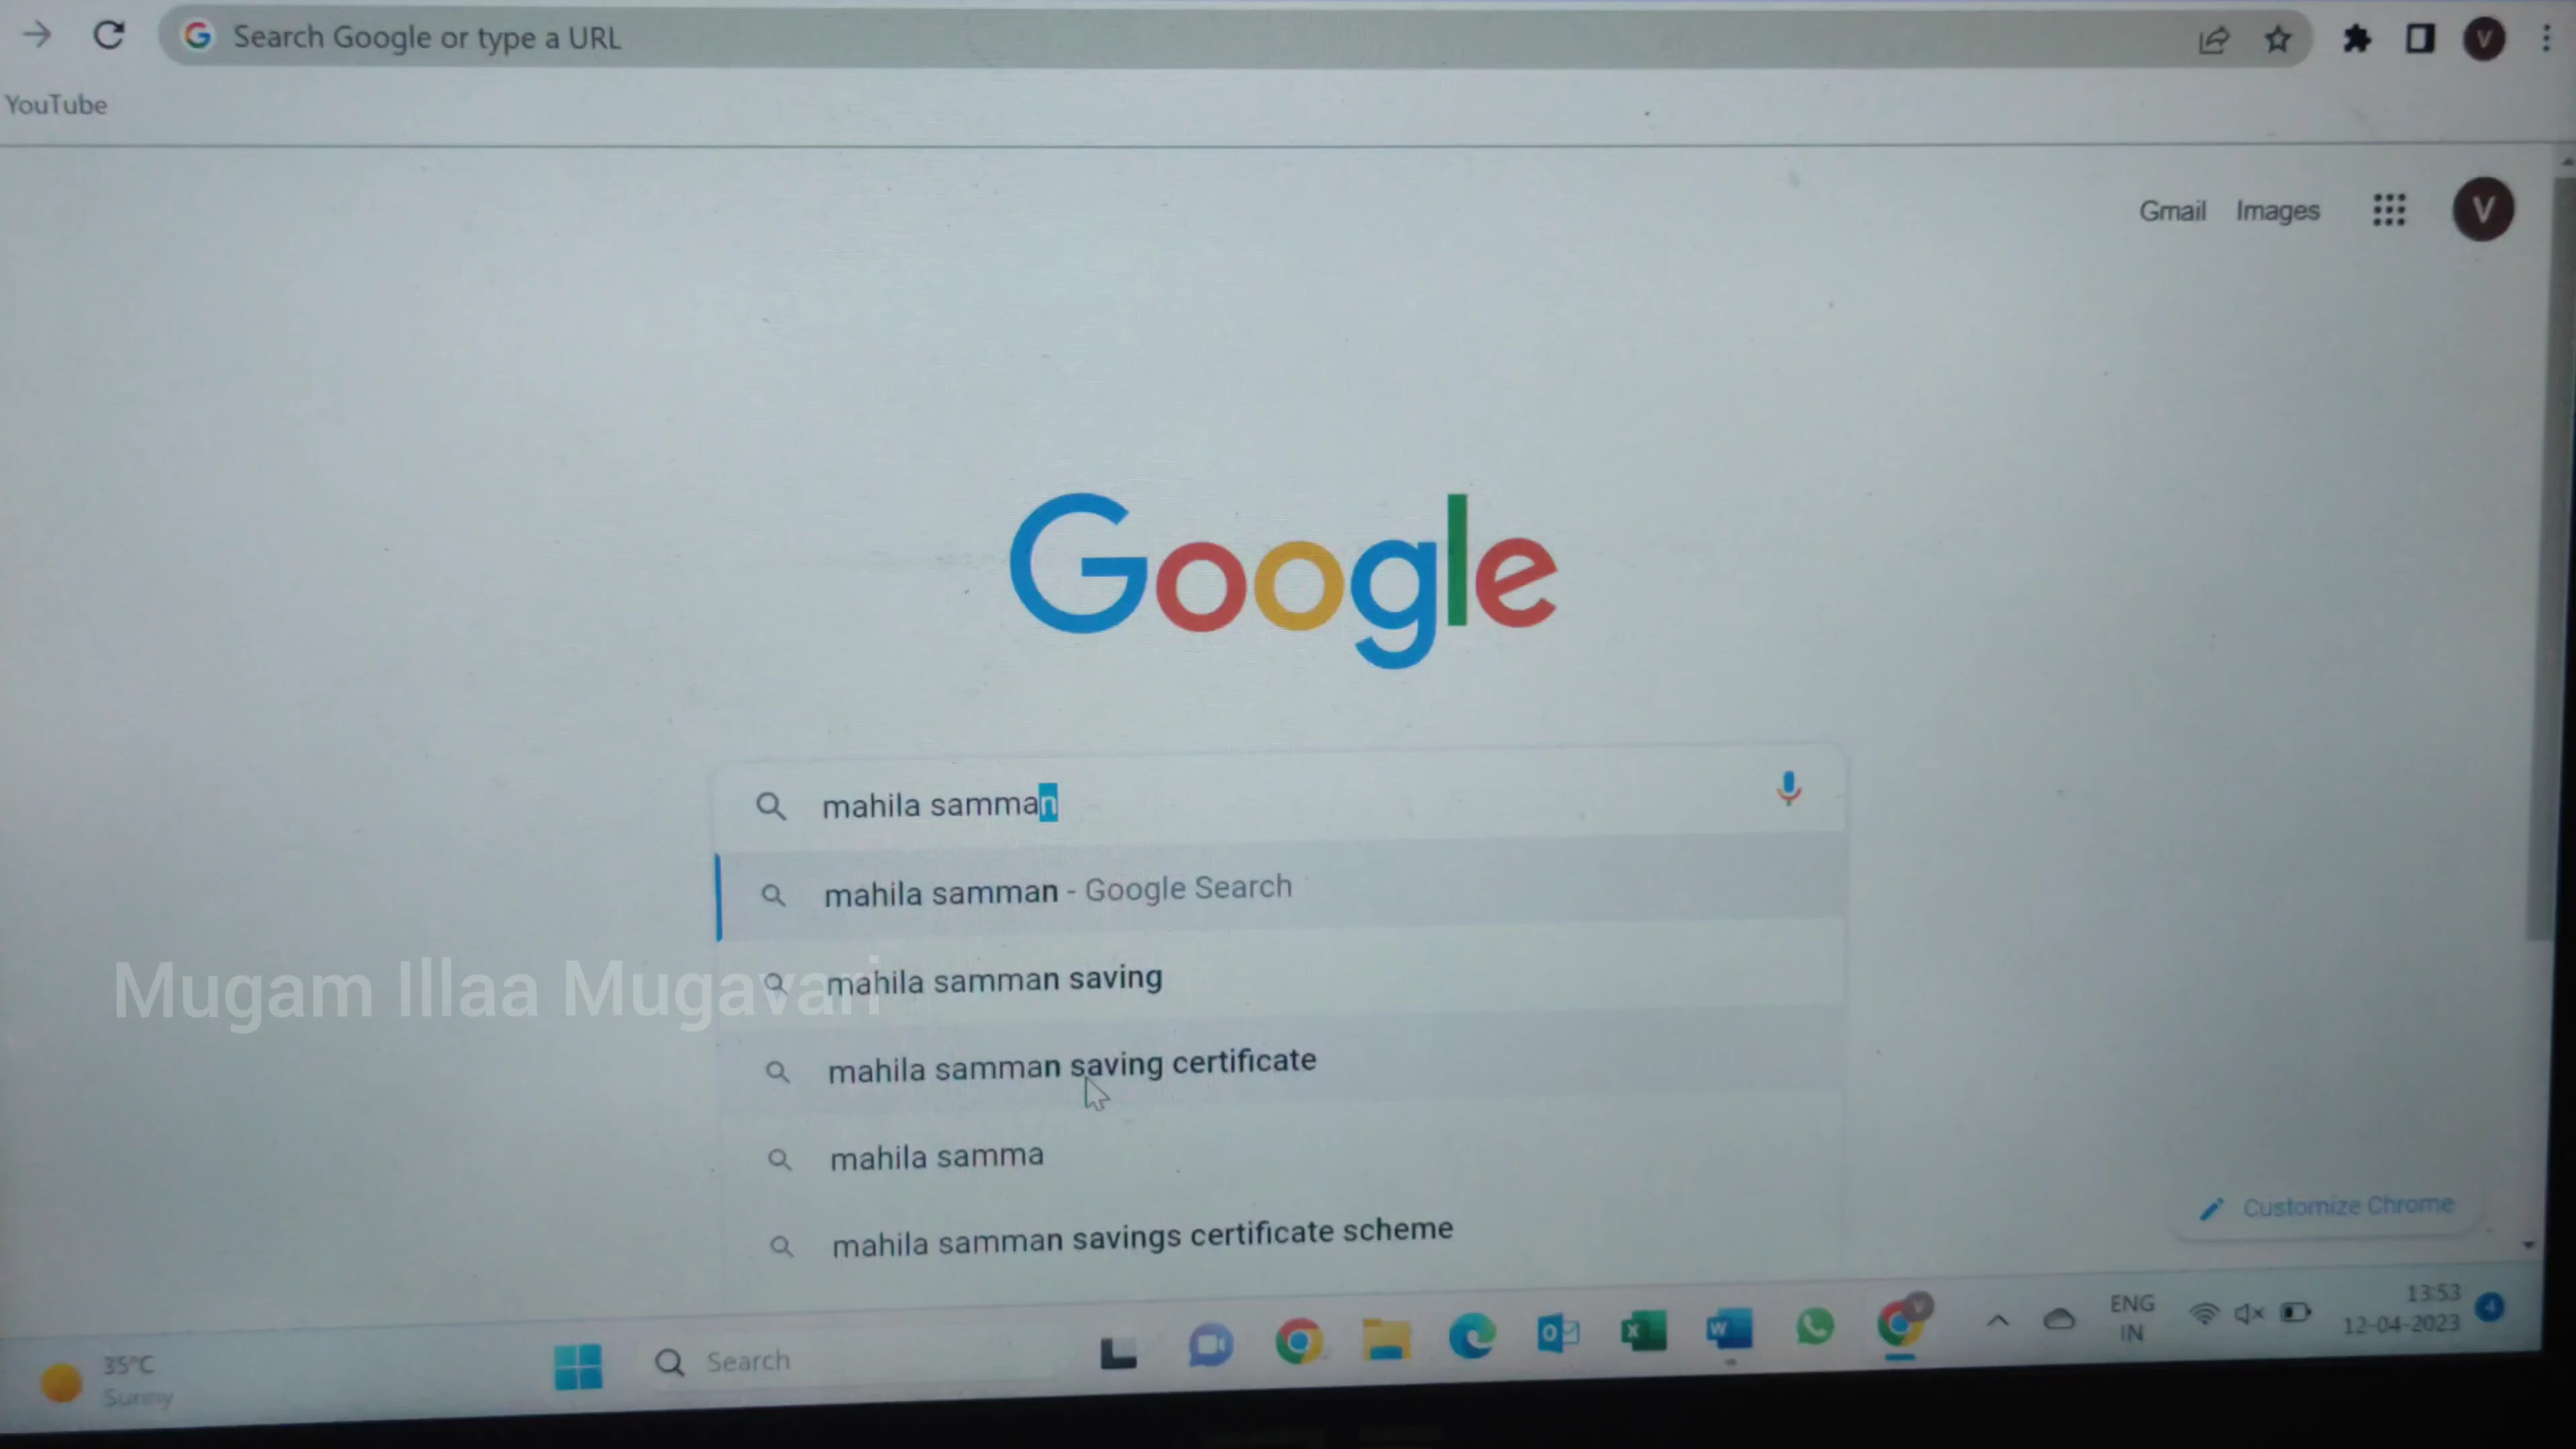 Search Google or type a URL
V
YouTube
Gmail Images
V
Google
mahila samman
mahila samman - Google Search
mahila samman saving
Mugam Illaa Mugavari
mahila samman saving certificate
mahila samma
mahila samman savings certificate scheme
Customize Chrome
35°C
Sunny
Search
ENG
IN
13:53
12-04-2023
4